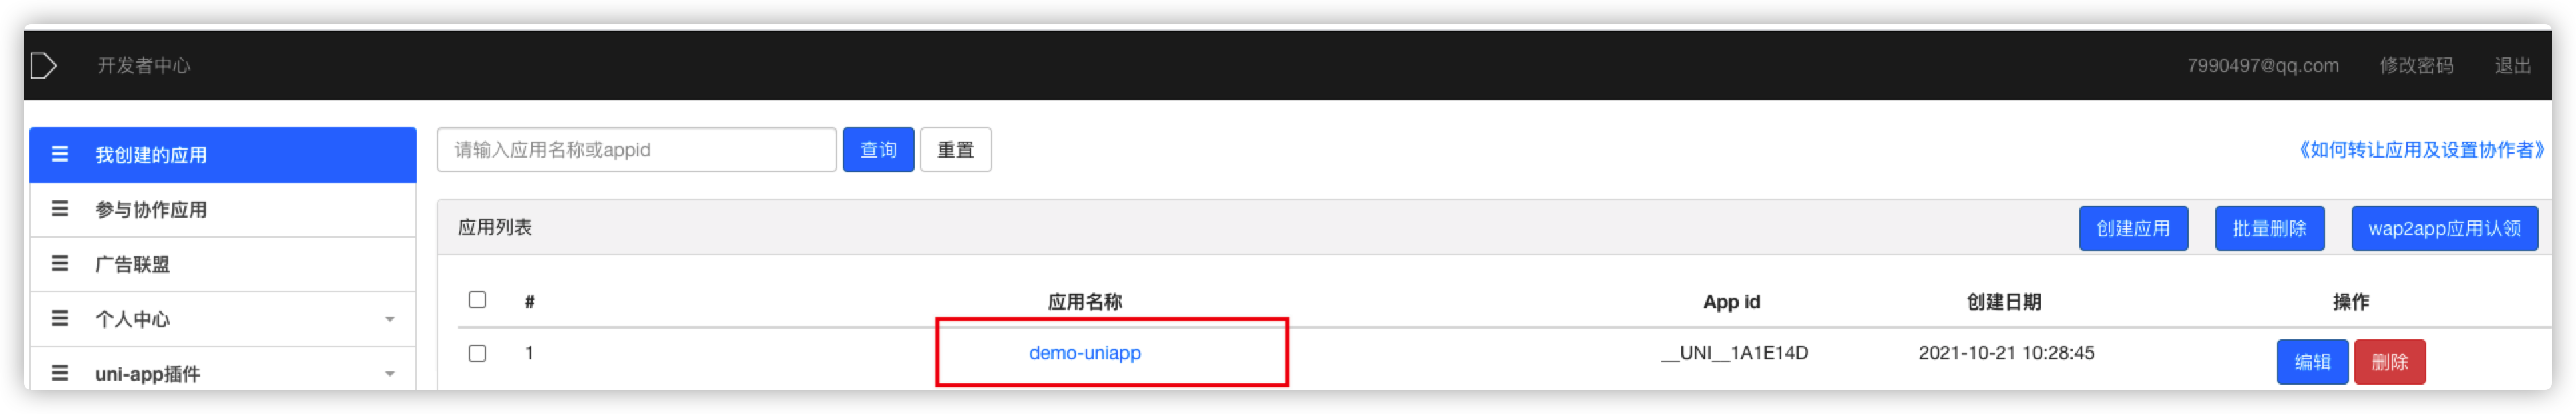 开发者中心 7990497@qq.com 修改密码 退出
我创建的应用
参与协作应用
广告联盟
个人中心
uni-app插件
请输入应用名称或appid 查询 重置 《如何转让应用及设置协作者》
应用列表 创建应用 批量删除 wap2app应用认领
# 应用名称 App id 创建日期 操作
1 demo-uniapp __UNI__1A1E14D 2021-10-21 10:28:45 编辑 删除